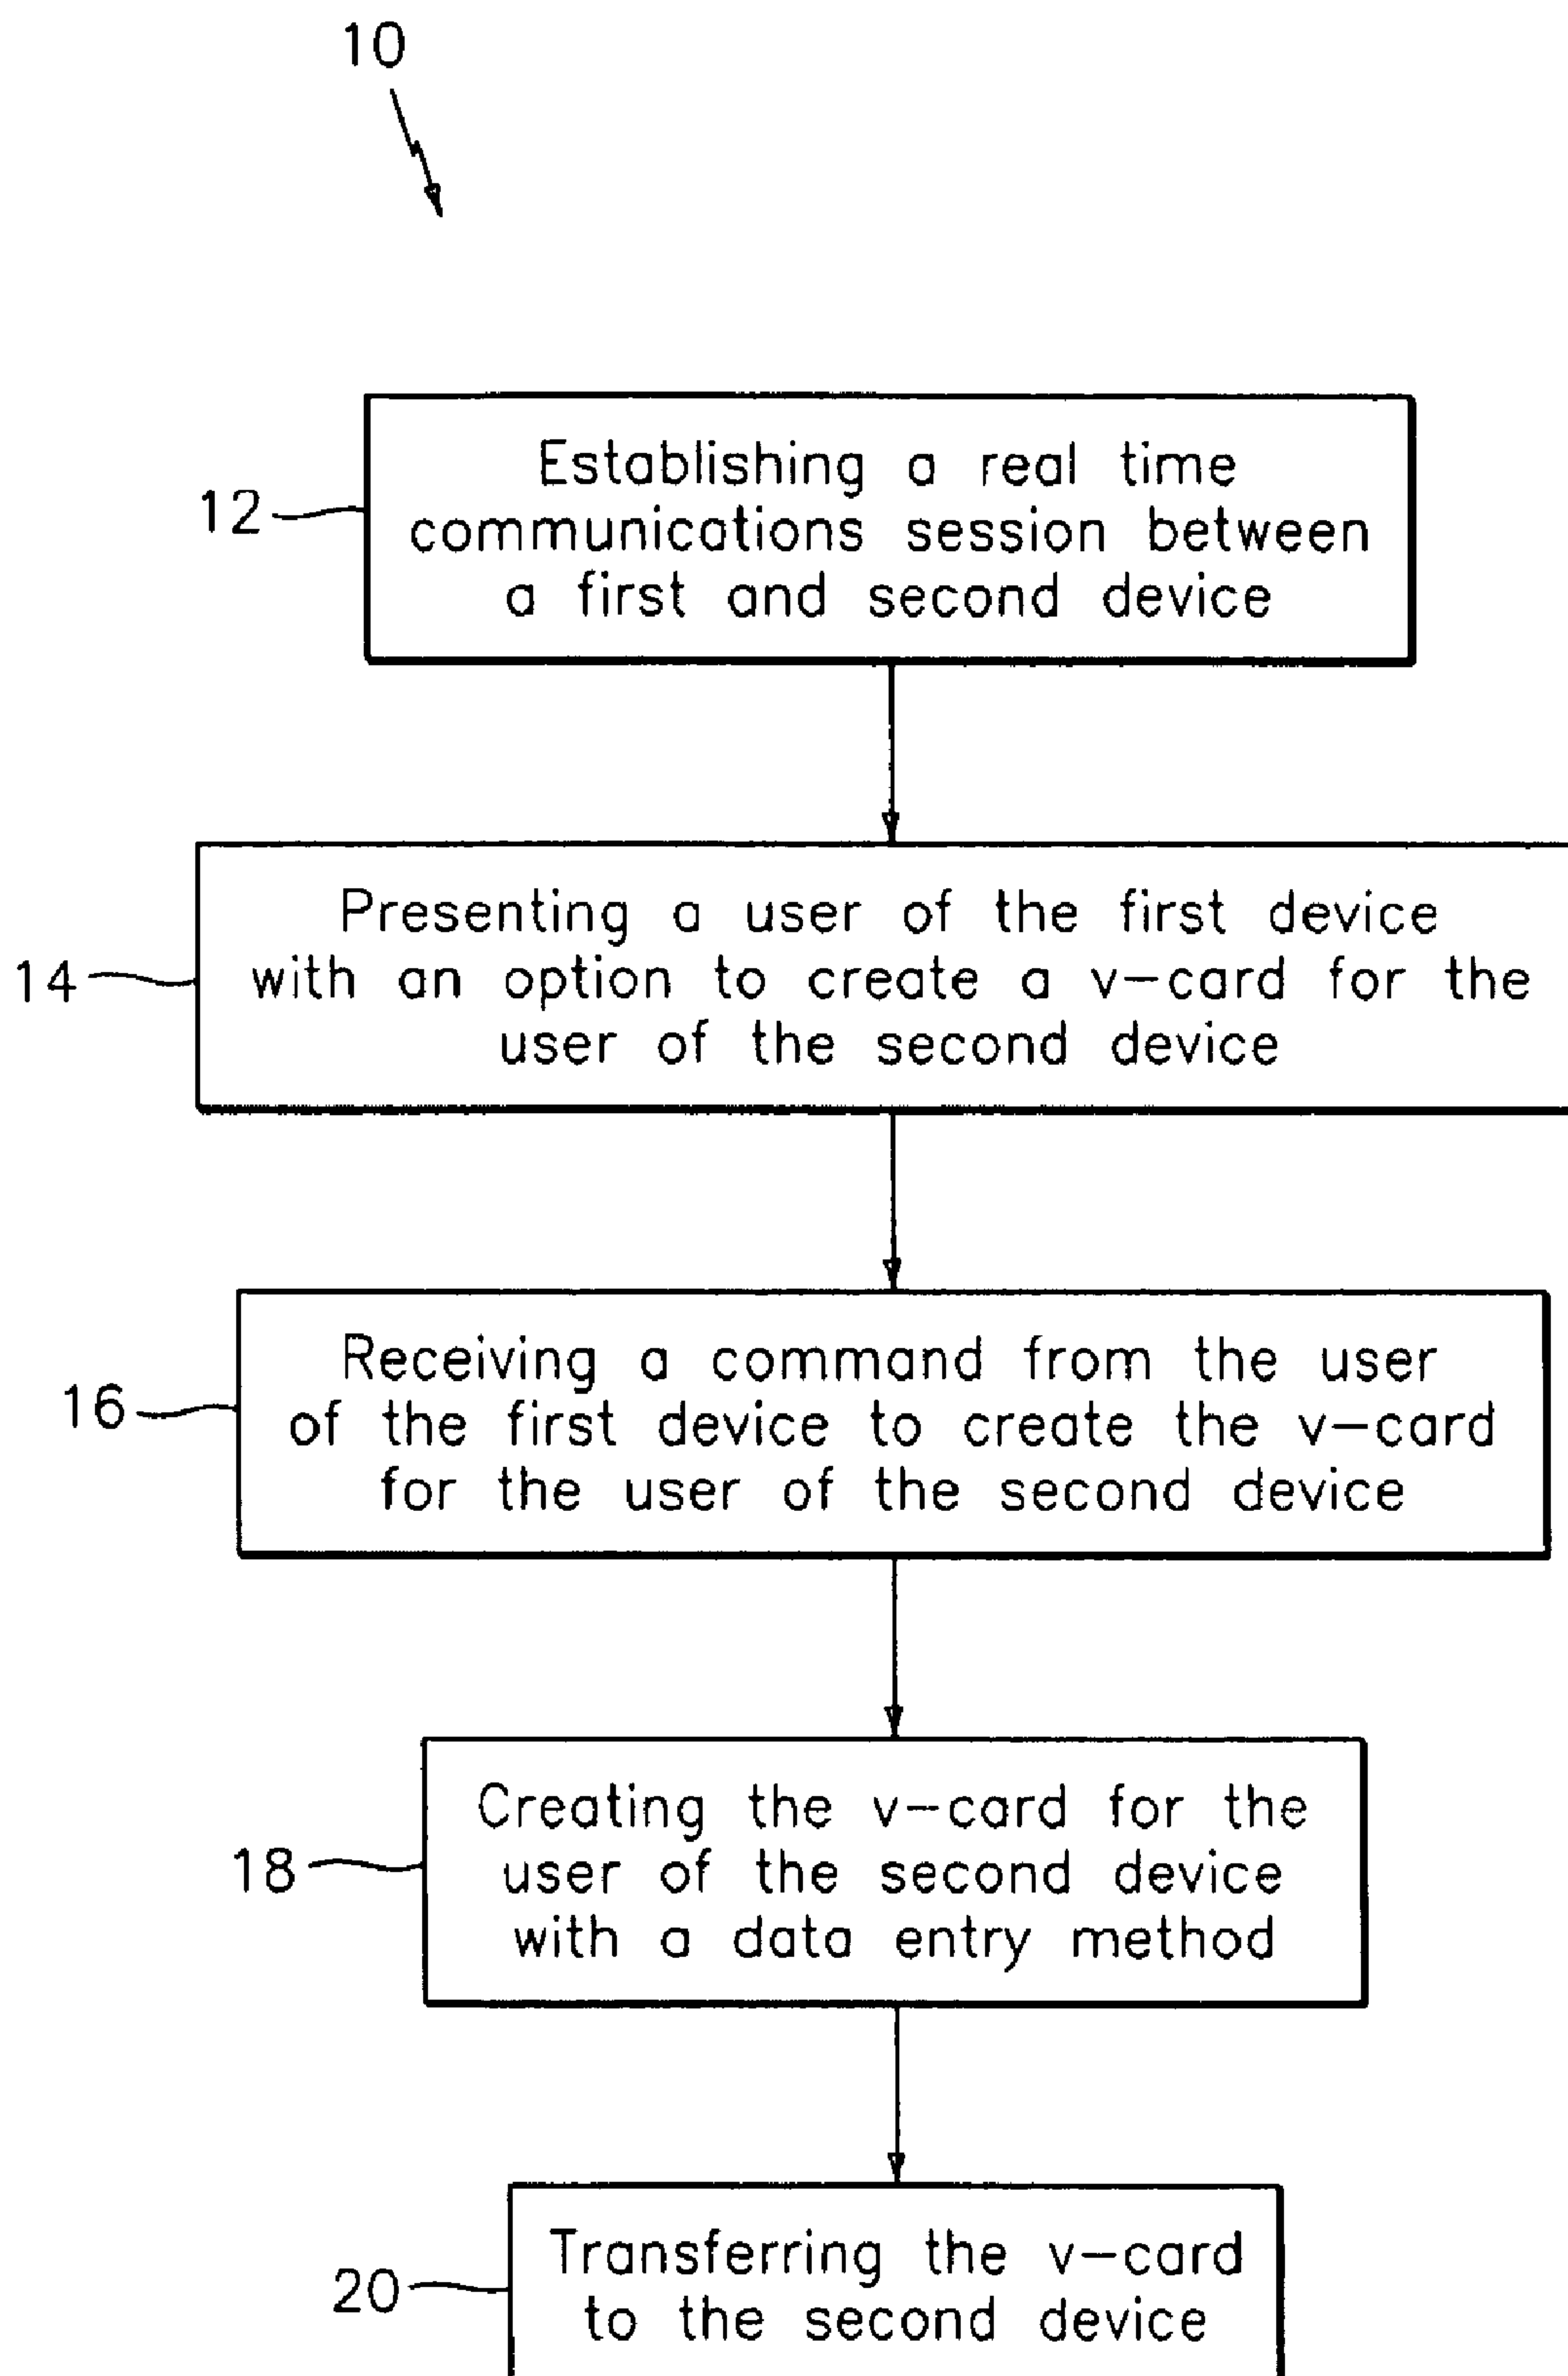 10
12
Establishing a real time
communications session between
a first and second device
14
Presenting a user of the first device
with an option to create a v-card for the
user of the second device
16
Receiving a command from the user
of the first device to create the v-card
for the user of the second device
18
Creating the v-card for the
user of the second device
with a data entry method
20
Transferring the v-card
to the second device